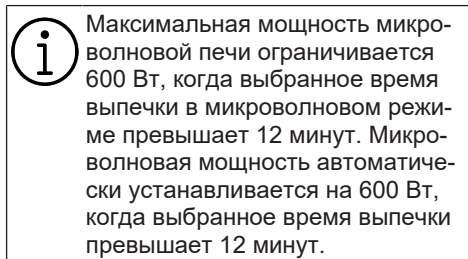 Максимальная мощность микро-
волновой печи ограничивается
600 Вт, когда выбранное время
выпечки в микроволновом режи-
ме превышает 12 минут. Микро-
волновая мощность автоматиче-
ски устанавливается на 600 Вт,
когда выбранное время выпечки
превышает 12 минут.